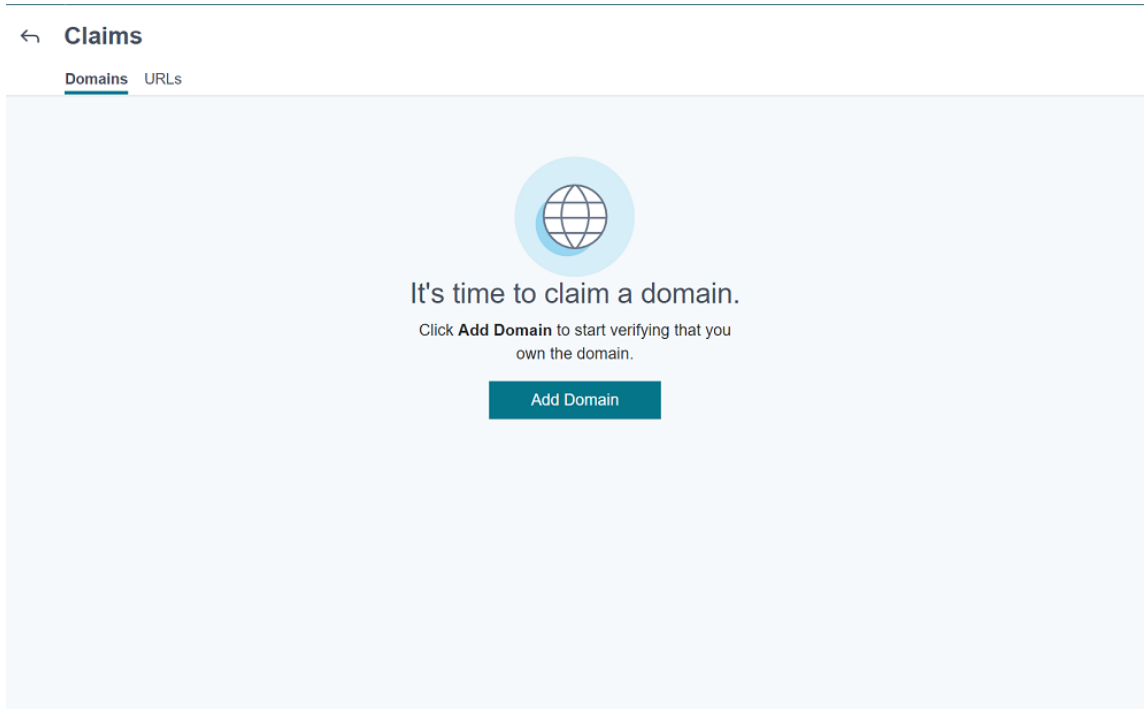 Claims
Domains URLs
It's time to claim a domain.
Click Add Domain to start verifying that you
own the domain.
Add Domain